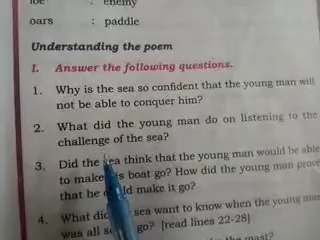 foe : enemy
oars : paddle
Understanding the poem
I. Answer the following questions.
1. Why is the sea so confident that the young man will
not be able to conquer him?
2. What did the young man do on listening to the
challenge of the sea?
3. Did the sea think that the young man would be able
to make his boat go? How did the young man prove
that he could make it go?
4. What did sea want to know when the young man
was all s go? [read lines 22-28]
the mast?